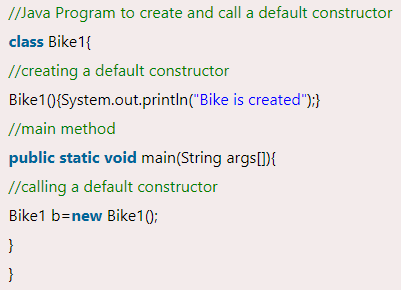 //Java Program to create and call a default constructor
class Bike1{
//creating a default constructor
Bike1(){System.out.println("Bike is created");}
//main method
public static void main(String args[]){
//calling a default constructor
Bike1 b=new Bike1();
}
}